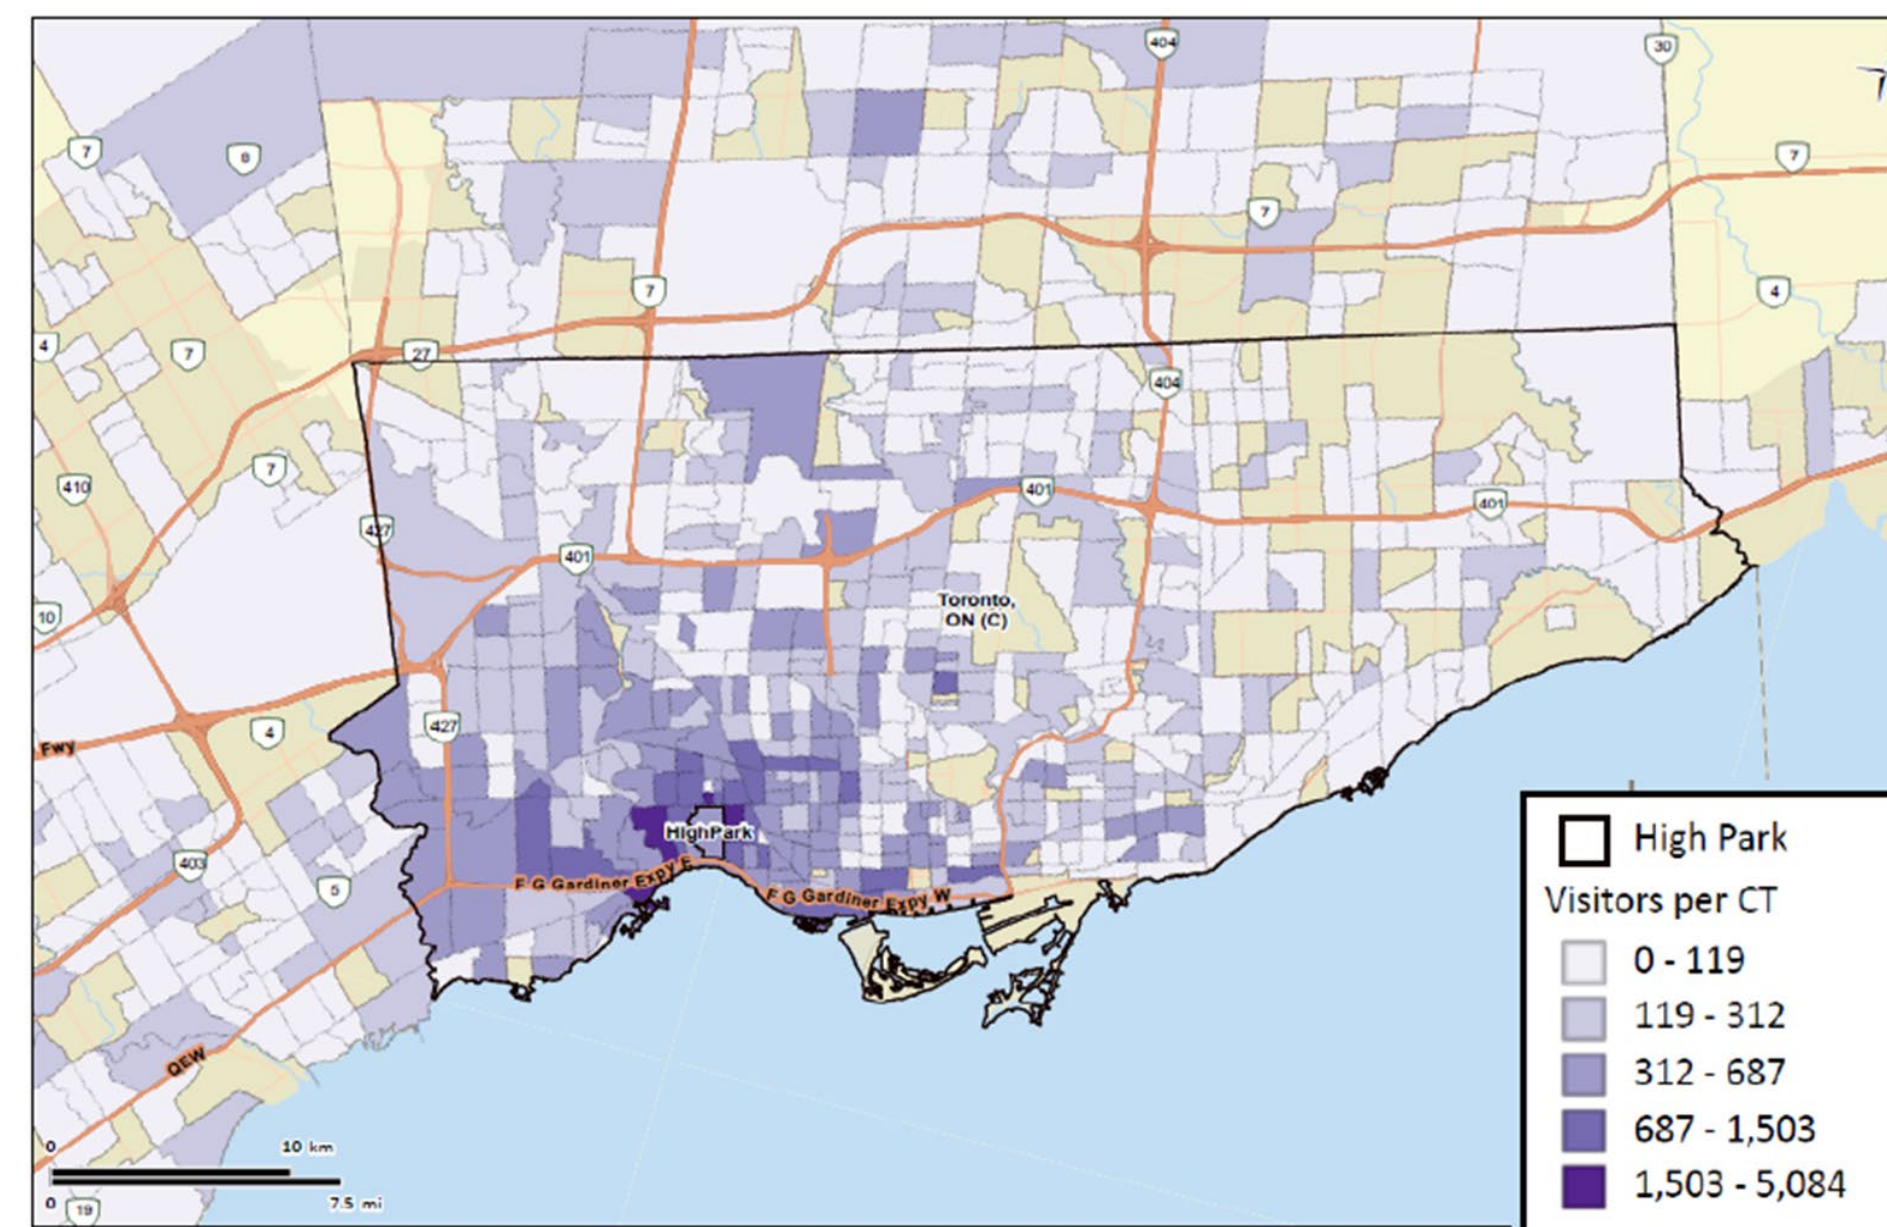 404
30
7
8
7
7
7
4
4
7
27
404
7
410
401
401
427
401
10
Toronto,
ON (C)
427
4
Fwy
HighPark
403
5
F G Gardiner Expy E
F G Gardiner Expy W
QEW
0
10 km
0
7.5 mi
19
High Park
Visitors per CT
0 - 119
119 - 312
312 - 687
687 - 1,503
1,503 - 5,084